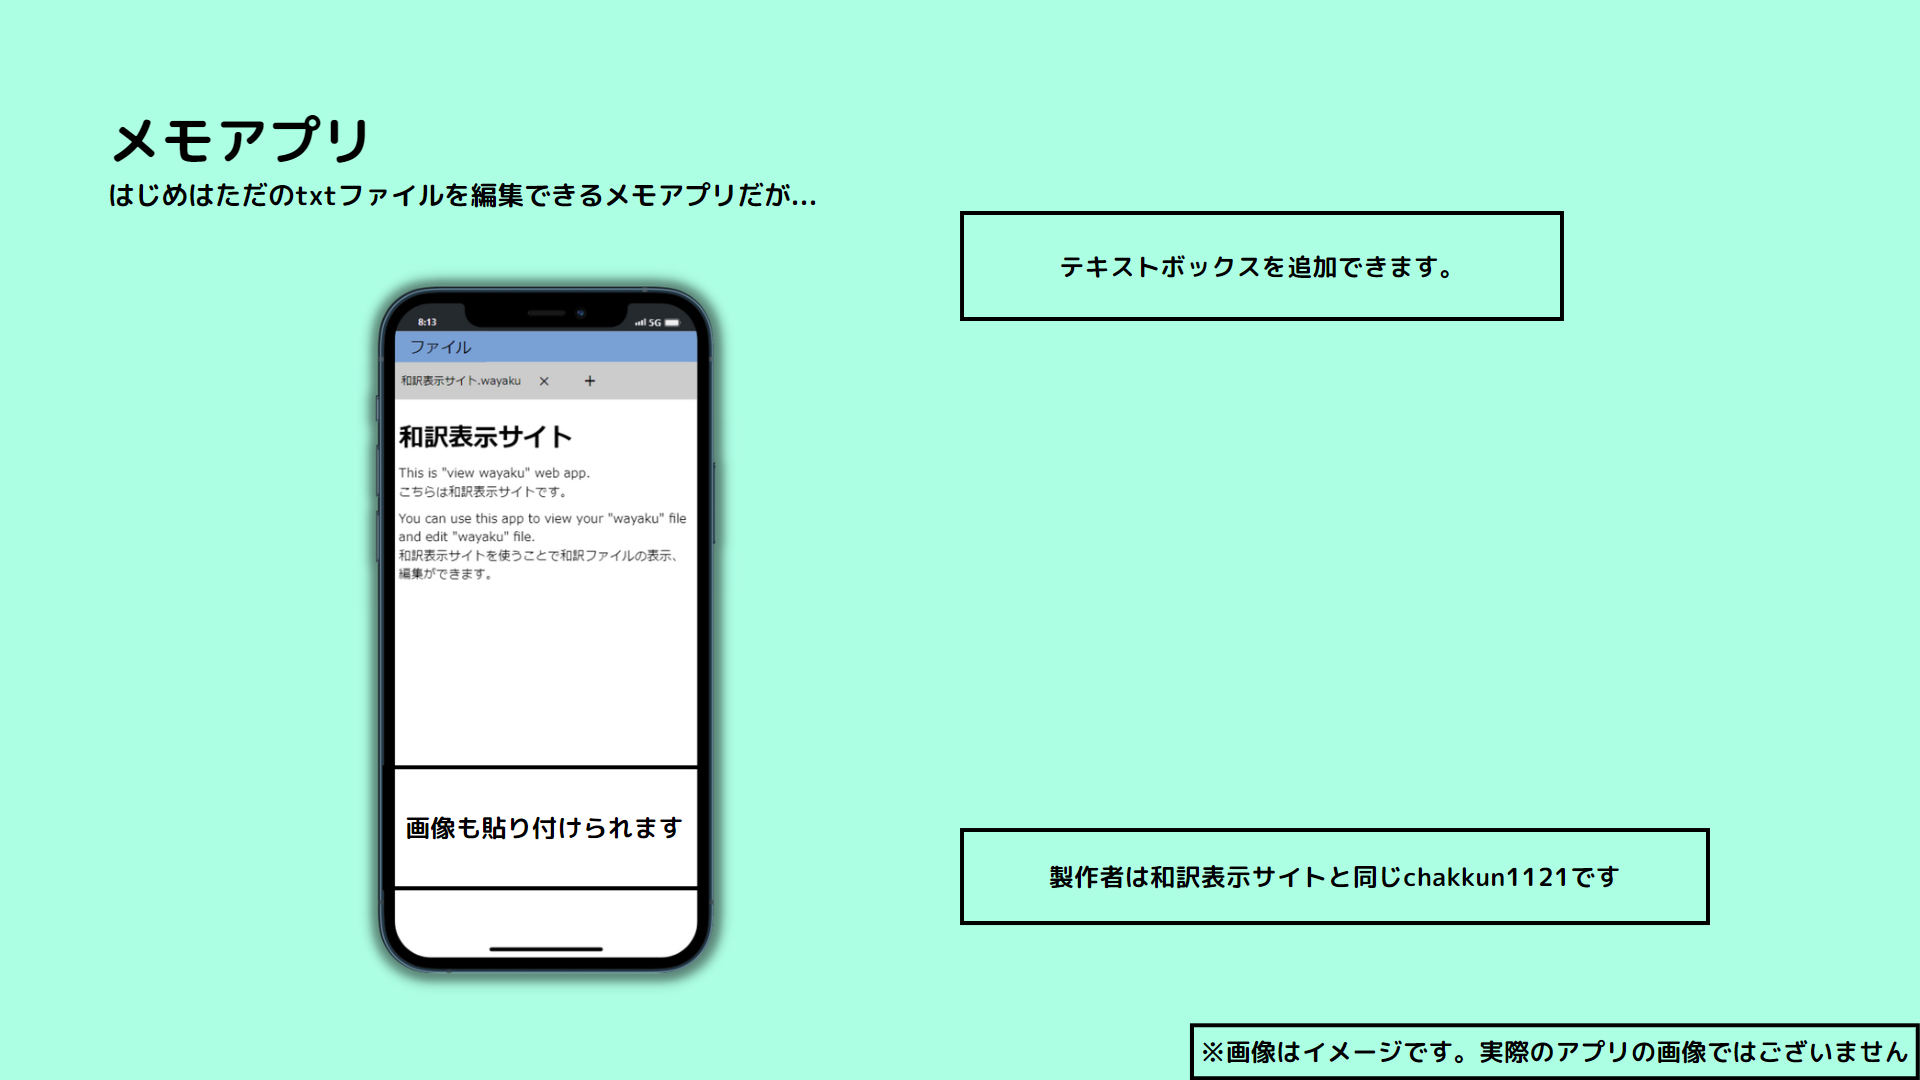 メモアプリ
はじめはただのtxtファイルを編集できるメモアプリだが...
テキストボックスを追加できます。
8:13
5G
ファイル
和訳表示サイト.wayaku × +
和訳表示サイト
This is "view wayaku" web app.
こちらは和訳表示サイトです。
You can use this app to view your "wayaku" file
and edit "wayaku" file.
和訳表示サイトを使うことで和訳ファイルの表示、
編集ができます。
画像も貼り付けられます
製作者は和訳表示サイトと同じchakkun1121です
※画像はイメージです。実際のアプリの画像ではございません